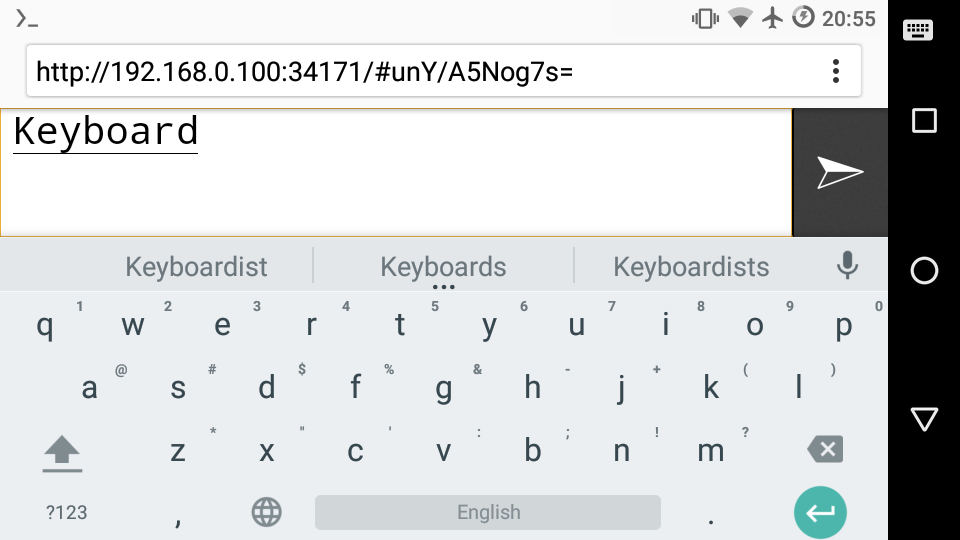 20:55
http://192.168.0.100:34171/#unY/A5Nog7s=
Keyboard
Keyboardist Keyboards Keyboardists
1 2 3 4 5 6 7 8 9 0
q w e r t y u i o p
@ # $ % & - + ( )
a s d f g h j k l
* " ' : ; ! ?
z x c v b n m
?123 , English .